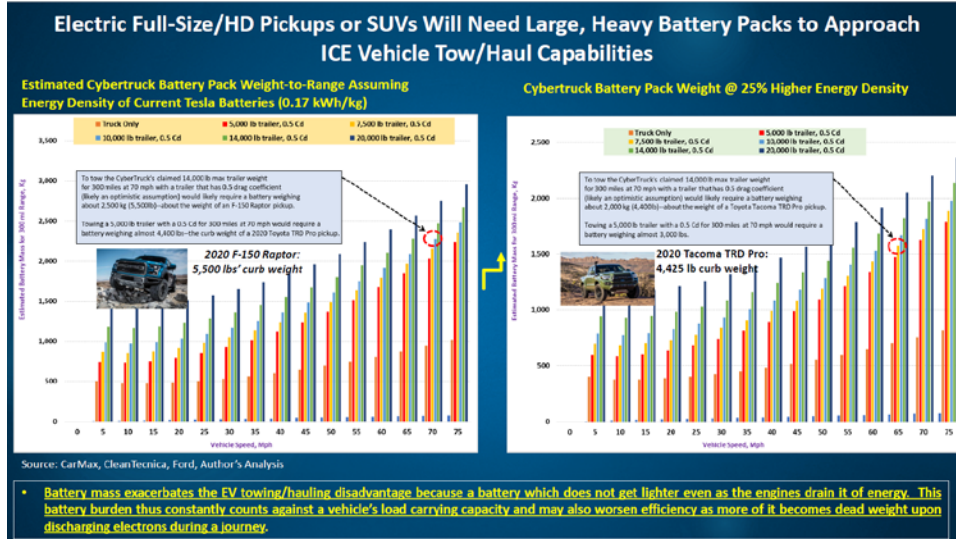 Electric Full-Size/HD Pickups or SUVs Will Need Large, Heavy Battery Packs to Approach
ICE Vehicle Tow/Haul Capabilities
Estimated Cybertruck Battery Pack Weight-to-Range Assuming
Energy Density of Current Tesla Batteries (0.17 kWh/kg)
Truck Only 5,000 lb trailer, 0.5 Cd 7,500 lb trailer, 0.5 Cd
10,000 lb trailer, 0.5 Cd 14,000 lb trailer, 0.5 Cd 20,000 lb trailer, 0.5 Cd
Estimated Battery Mass for 300mi Range, Kg
3,500
3,000
2,500
2,000
1,500
1,000
500
0
To tow the CyberTruck's claimed 14,000 lb max trailer weight
for 300 miles at 70 mph with a trailer that has 0.5 drag coefficient
(likely an optimistic assumption) would likely require a battery weighing
about 2,500 kg (5,500lb)--about the weight of an F-150 Raptor pickup.
Towing a 5,000 lb trailer with a 0.5 Cd for 300 miles at 70 mph would require a
battery weighing almost 4,400 lbs--the curb weight of a 2020 Toyota TRD Pro pickup.
2020 F-150 Raptor:
5,500 lbs' curb weight
0 5 10 15 20 25 30 35 40 45 50 55 60 65 70 75
Vehicle Speed, Mph
Cybertruck Battery Pack Weight @ 25% Higher Energy Density
Truck Only 5,000 lb trailer, 0.5 Cd
7,500 lb trailer, 0.5 Cd 10,000 lb trailer, 0.5 Cd
14,000 lb trailer, 0.5 Cd 20,000 lb trailer, 0.5 Cd
Estimated Battery Mass for 300mi Range, Kg
2,500
2,000
1,500
1,000
500
0
To tow the CyberTruck's claimed 14,000 lb max trailer weight
for 300 miles at 70 mph with a trailer that has 0.5 drag coefficient
(likely an optimistic assumption) would likely require a battery weighing
about 2,000 kg (4,400lb)--about the weight of a Toyota Tacoma TRD Pro pickup.
Towing a 5,000 lb trailer with a 0.5 Cd for 300 miles at 70 mph would require a
battery weighing almost 3,000 lbs.
2020 Tacoma TRD Pro:
4,425 lb curb weight
0 5 10 15 20 25 30 35 40 45 50 55 60 65 70 75
Vehicle Speed, Mph
Source: CarMax, CleanTecnica, Ford, Author's Analysis
• Battery mass exacerbates the EV towing/hauling disadvantage because a battery which does not get lighter even as the engines drain it of energy. This
battery burden thus constantly counts against a vehicle's load carrying capacity and may also worsen efficiency as more of it becomes dead weight upon
discharging electrons during a journey.